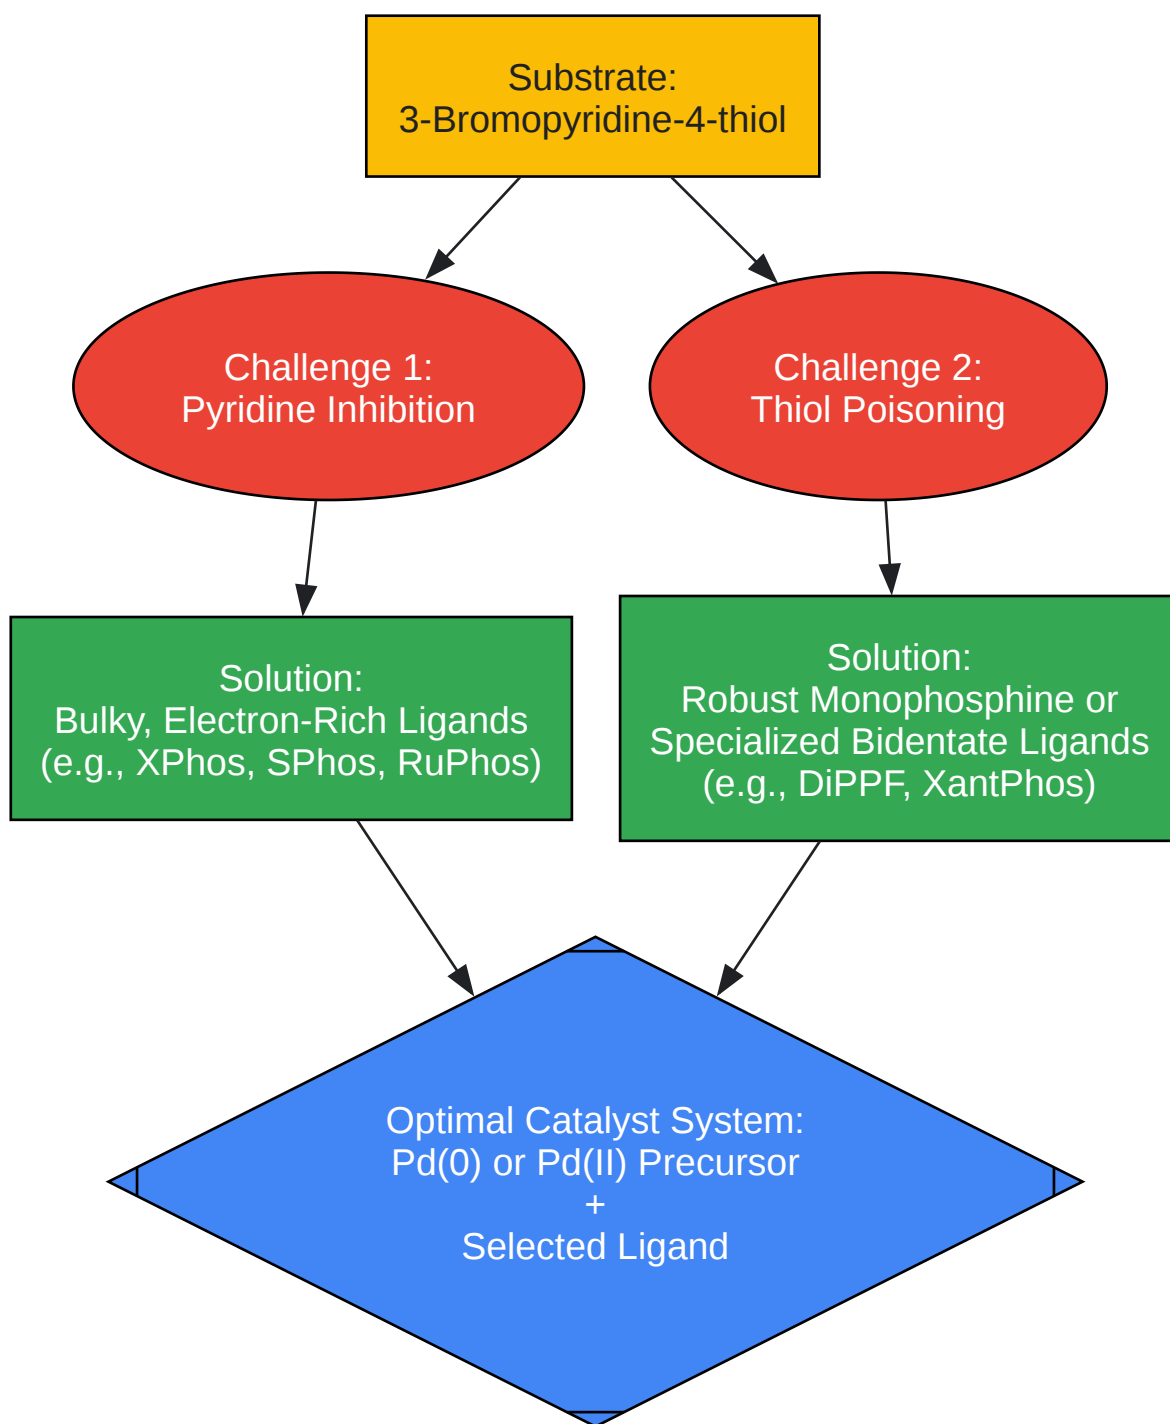 Substrate:
3-Bromopyridine-4-thiol
Challenge 1:
Pyridine Inhibition
Challenge 2:
Thiol Poisoning
Solution:
Bulky, Electron-Rich Ligands
(e.g., XPhos, SPhos, RuPhos)
Solution:
Robust Monophosphine or
Specialized Bidentate Ligands
(e.g., DiPPF, XantPhos)
Optimal Catalyst System:
Pd(0) or Pd(II) Precursor
+
Selected Ligand